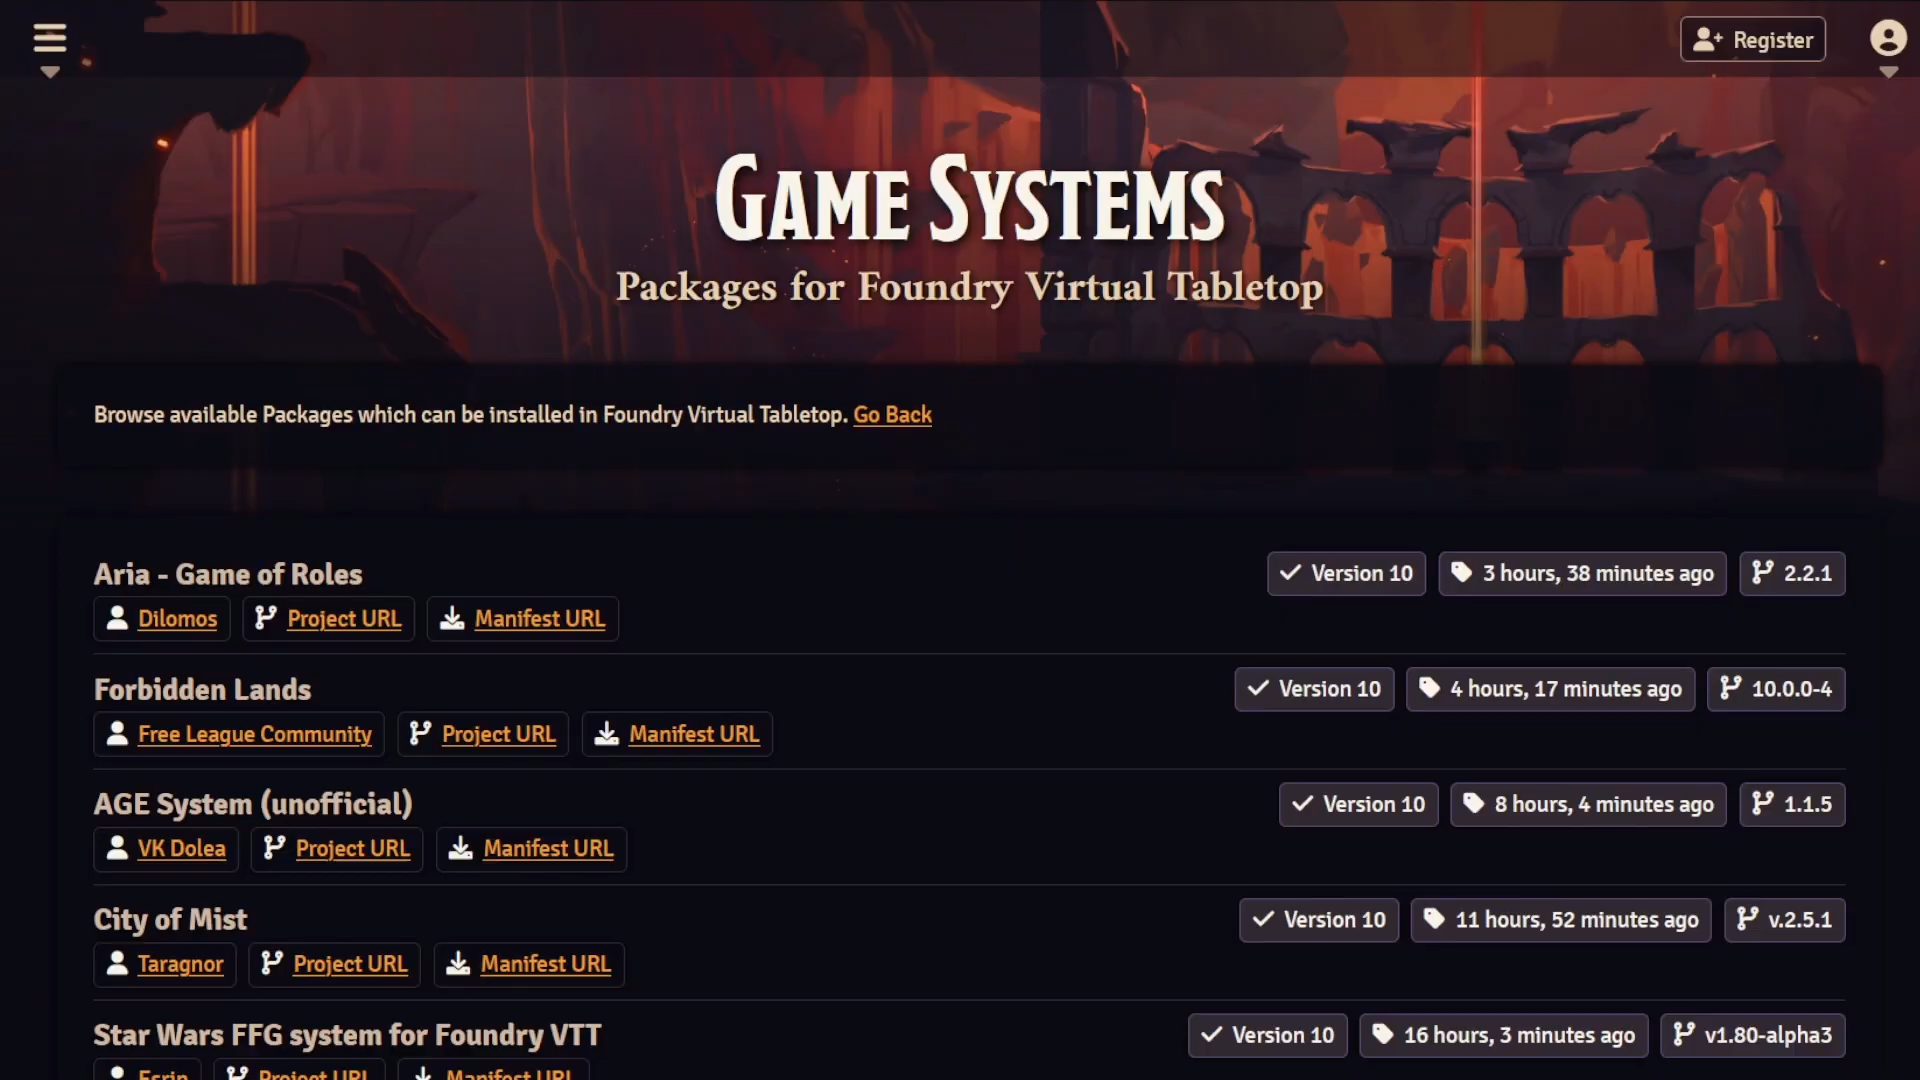 Register
Game Systems
Packages for Foundry Virtual Tabletop
Browse available Packages which can be installed in Foundry Virtual Tabletop. Go Back
Aria - Game of Roles
Version 10
3 hours, 38 minutes ago
2.2.1
Dilomos
Project URL
Manifest URL
Forbidden Lands
Version 10
4 hours, 17 minutes ago
10.0.0-4
Free League Community
Project URL
Manifest URL
AGE System (unofficial)
Version 10
8 hours, 4 minutes ago
1.1.5
VK Dolea
Project URL
Manifest URL
City of Mist
Version 10
11 hours, 52 minutes ago
v.2.5.1
Taragnor
Project URL
Manifest URL
Star Wars FFG system for Foundry VTT
Version 10
16 hours, 3 minutes ago
v1.80-alpha3
Esrin
Project URL
Manifest URL